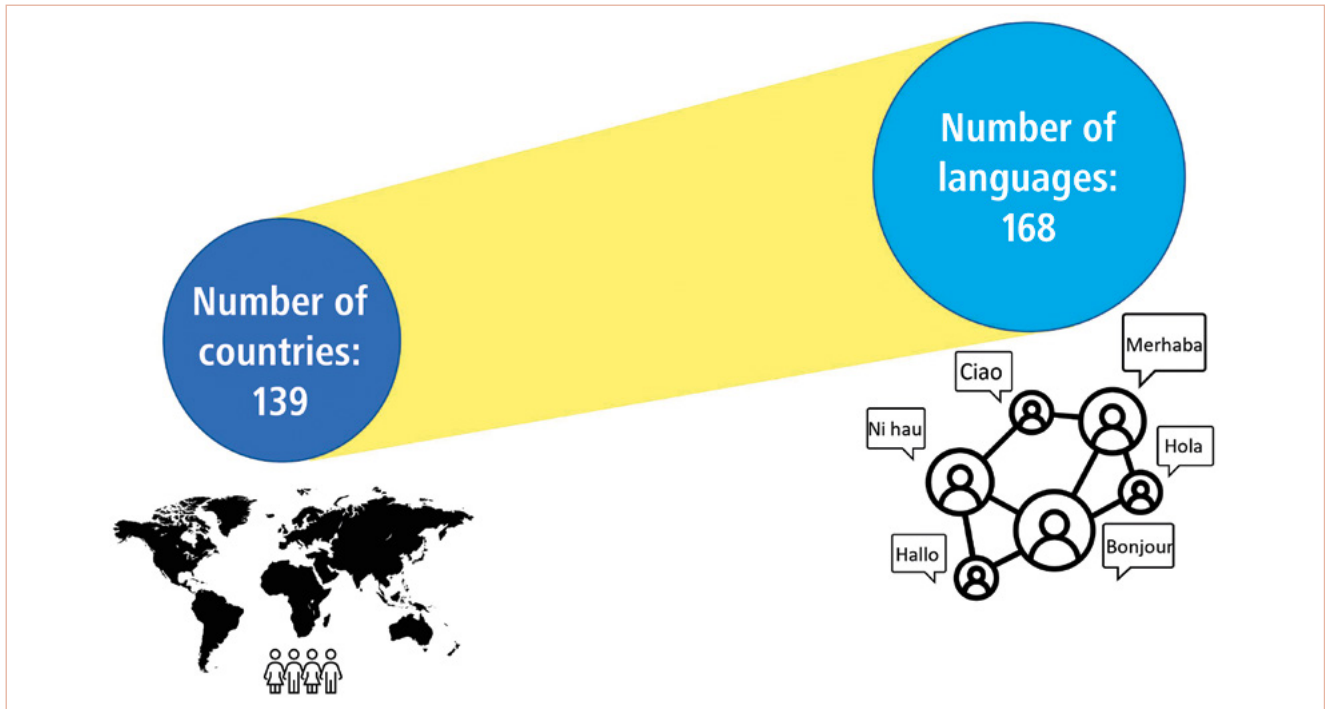 Number of
countries:
139
Number of
languages:
168
Merhaba
Ciao
Ni hau
Hola
Hallo
Bonjour